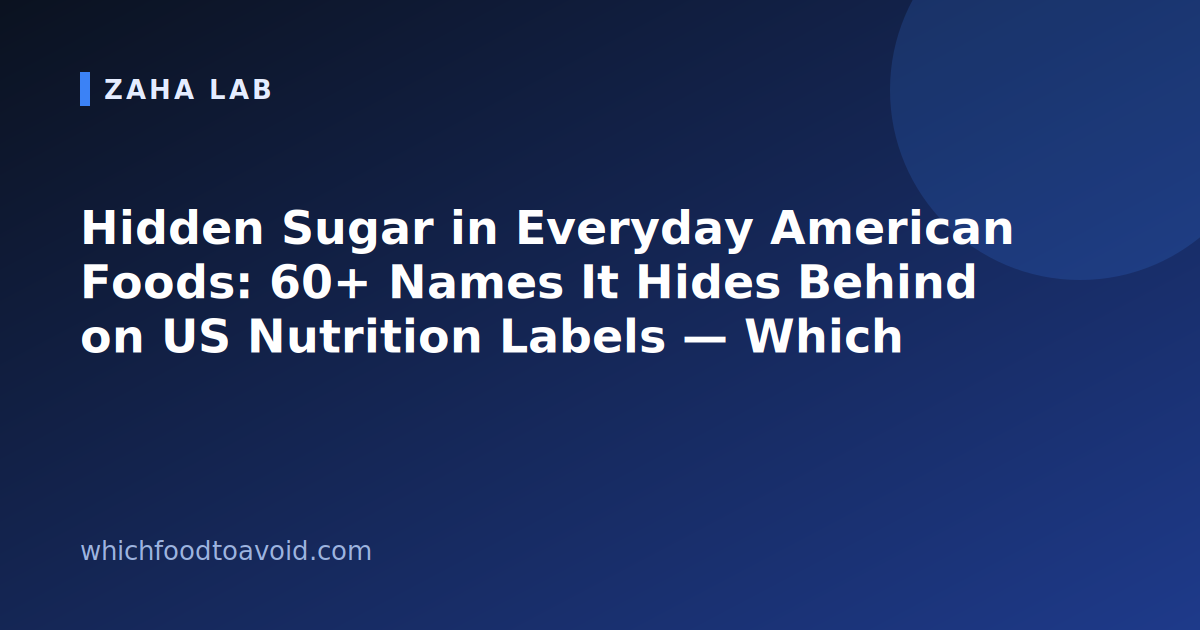 ZAHA LAB
Hidden Sugar in Everyday American
Foods: 60+ Names It Hides Behind
on US Nutrition Labels — Which
whichfoodtoavoid.com